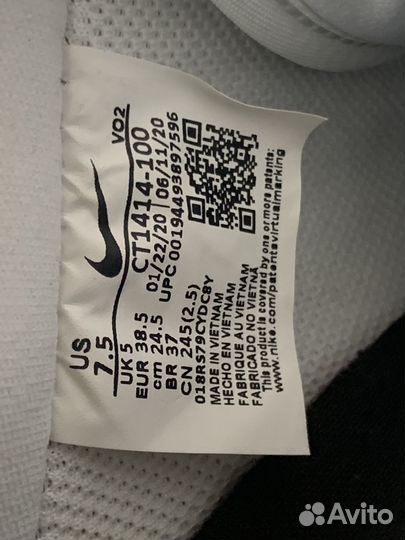 US
7.5
UK 5
EUR 38.5
cm 24.5
BR 37
CN 245(2.5)
VO2
CT1414-100
01/22/20 06/11/20
UPC 00194493897596
018RS79CYDC8Y
MADE IN VIETNAM
HECHO EN VIETNAM
FABRIQUE AU VIETNAM
FABRICADO NO VIETNA
This product is covered by one or more patents:
www.nike.com/patentsvirtualmarking
Avito